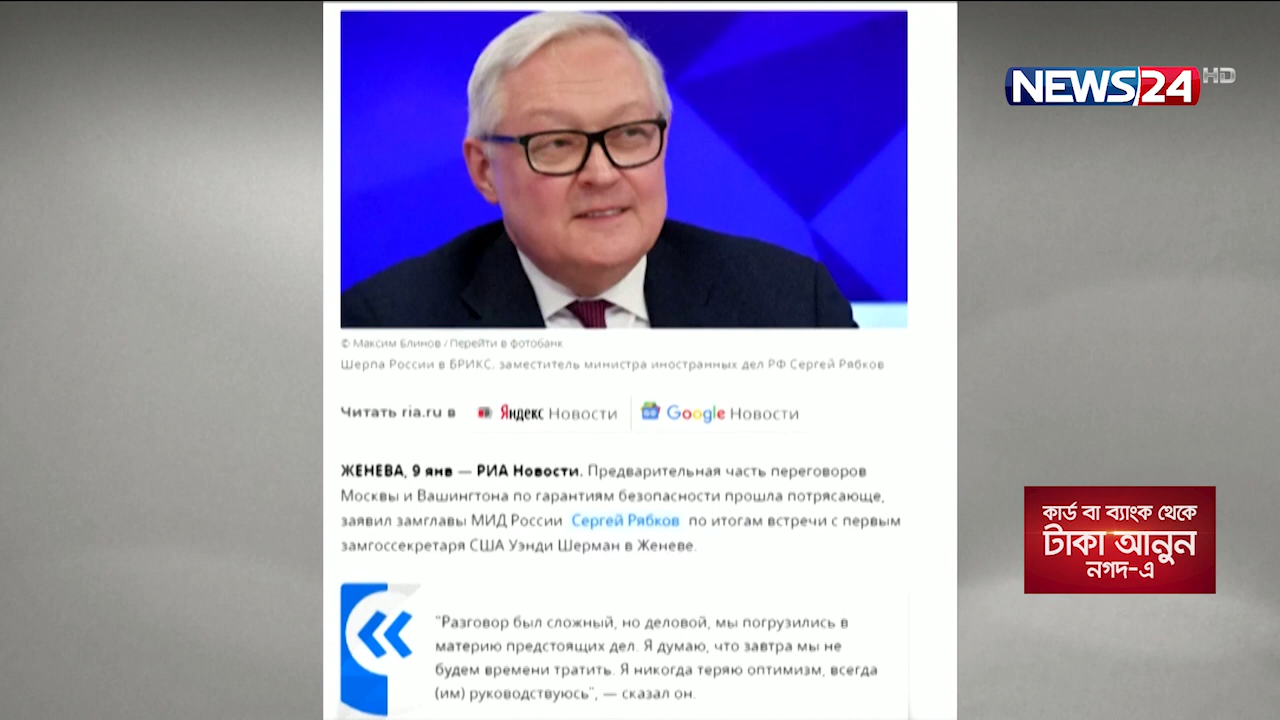 NEWS/24 HD
© Максим Блинов / Перейти в фотобанк
Шерпа России в БРИКС, заместитель министра иностранных дел РФ Сергей Рябков
Читать ria.ru в
Яндекс Новости
Google Новости
ЖЕНЕВА, 9 янв — РИА Новости. Предварительная часть переговоров
Москвы и Вашингтона по гарантиям безопасности прошла потрясающе,
заявил замглавы МИД России Сергей Рябков по итогам встречи с первым
замгоссекретаря США Уэнди Шерман в Женеве.
"Разговор был сложный, но деловой, мы погрузились в
материю предстоящих дел. Я думаю, что завтра мы не
будем времени тратить. Я никогда теряю оптимизм, всегда
(им) руководствуюсь", — сказал он.
কার্ড বা ব্যাংক থেকে
টাকা আনুন
নগদ-এ